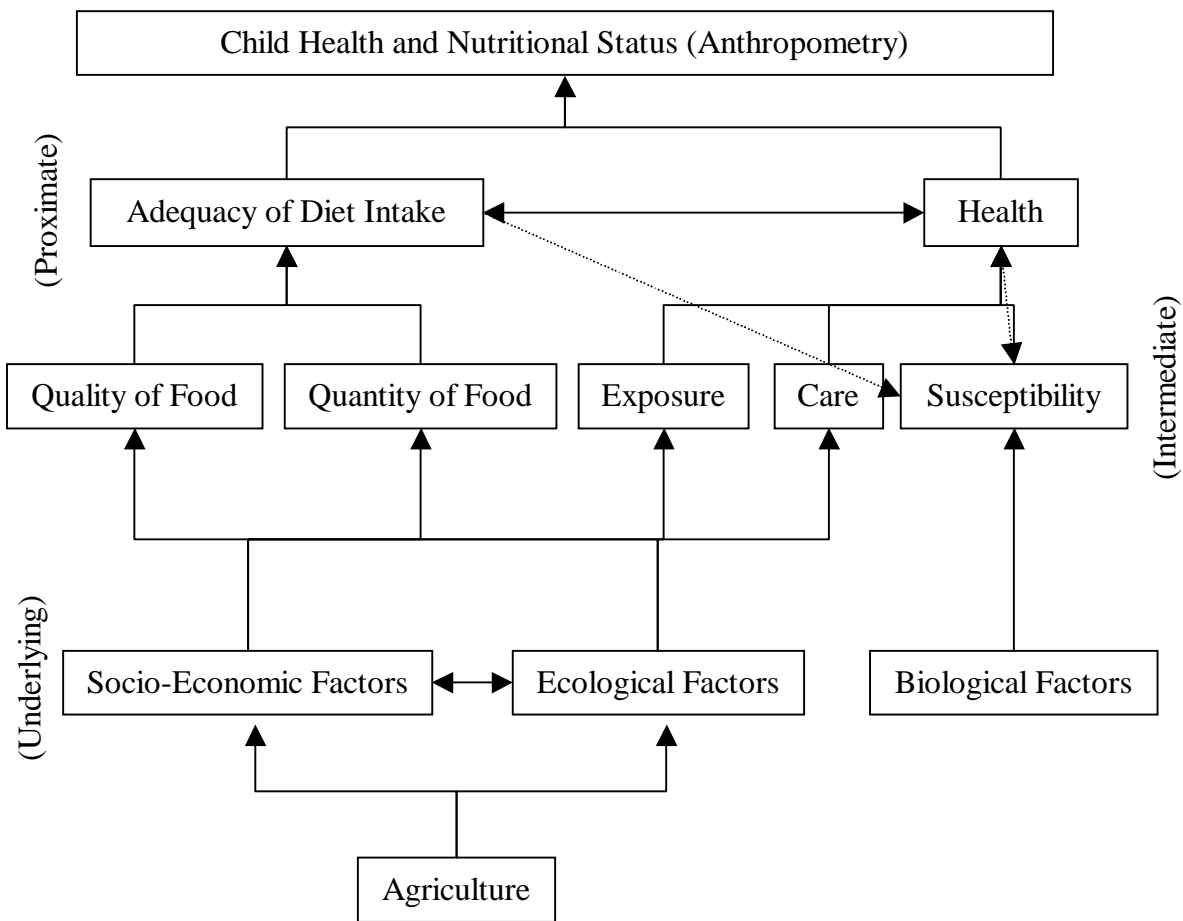 Child Health and Nutritional Status (Anthropometry)
(Proximate)
Adequacy of Diet Intake
Health
(Intermediate)
Quality of Food
Quantity of Food
Exposure
Care
Susceptibility
(Underlying)
Socio-Economic Factors
Ecological Factors
Biological Factors
Agriculture